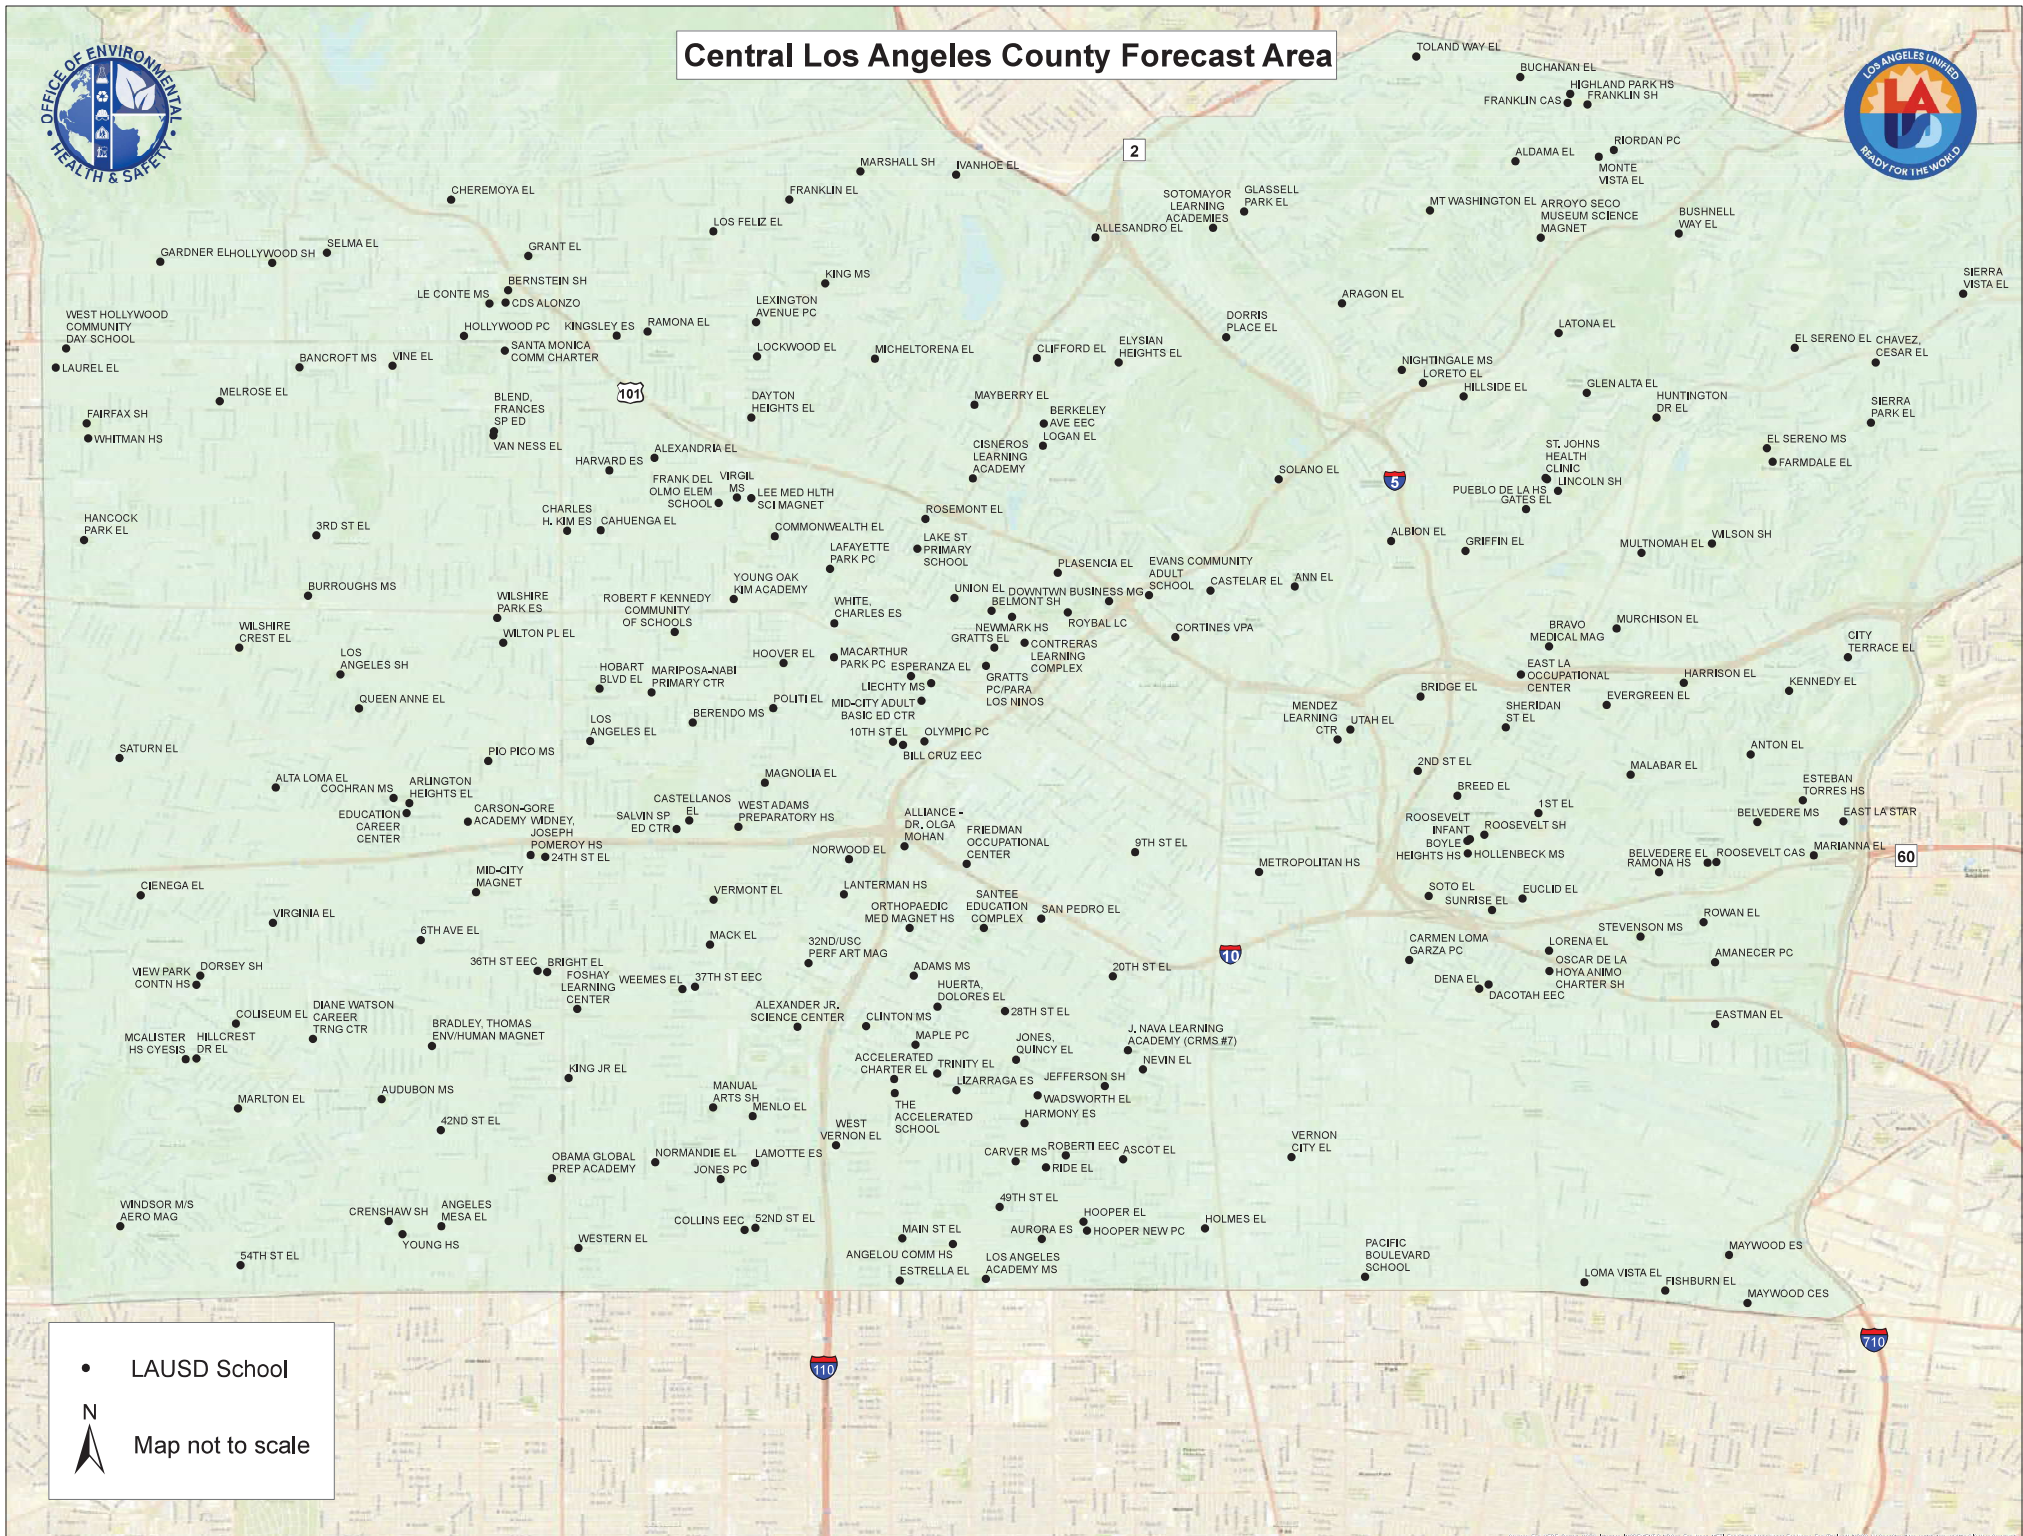 Central Los Angeles County Forecast Area
OFFICE OF ENVIRONMENTAL
HEALTH & SAFETY
LOS ANGELES UNIFIED
LA
US
READY FOR THE WORLD
TOLAND WAY EL
BUCHANAN EL
HIGHLAND PARK HS
FRANKLIN CAS
FRANKLIN SH
2
RIORDAN PC
ALDAMA EL
MONTE
VISTA EL
MARSHALL SH
IVANHOE EL
CHEREMOYA EL
FRANKLIN EL
SOTOMAYOR
LEARNING
ACADEMIES
GLASSELL
PARK EL
MT WASHINGTON EL
ARROYO SECO
MUSEUM SCIENCE
MAGNET
BUSHNELL
WAY EL
LOS FELIZ EL
ALLESANDRO EL
GARDNER EL
HOLLYWOOD SH
SELMA EL
GRANT EL
KING MS
SIERRA
VISTA EL
BERNSTEIN SH
LE CONTE MS
CDS ALONZO
LEXINGTON
AVENUE PC
ARAGON EL
WEST HOLLYWOOD
COMMUNITY
DAY SCHOOL
HOLLYWOOD PC
KINGSLEY ES
RAMONA EL
DORRIS
PLACE EL
LATONA EL
SANTA MONICA
COMM CHARTER
LOCKWOOD EL
MICHELTORENA EL
CLIFFORD EL
ELYSIAN
HEIGHTS EL
EL SERENO EL
CHAVEZ,
CESAR EL
LAUREL EL
BANCROFT MS
VINE EL
NIGHTINGALE MS
LORETO EL
HILLSIDE EL
GLEN ALTA EL
MELROSE EL
101
BLEND,
FRANCES
SP ED
DAYTON
HEIGHTS EL
MAYBERRY EL
HUNTINGTON
DR EL
SIERRA
PARK EL
FAIRFAX SH
WHITMAN HS
VAN NESS EL
BERKELEY
AVE EEC
LOGAN EL
CISNEROS
LEARNING
ACADEMY
ST. JOHNS
HEALTH
CLINIC
EL SERENO MS
FARMDALE EL
ALEXANDRIA EL
HARVARD ES
FRANK DEL
OLMO ELEM
SCHOOL
VIRGIL
MS
LEE MED HLTH
SCI MAGNET
SOLANO EL
5
PUEBLO DE LA HS
LINCOLN SH
GATES EL
HANCOCK
PARK EL
3RD ST EL
CHARLES
H. KIM ES
CAHUENGA EL
COMMONWEALTH EL
ROSEMONT EL
LAKE ST
PRIMARY
SCHOOL
ALBION EL
GRIFFIN EL
MULTNOMAH EL
WILSON SH
LAFAYETTE
PARK PC
PLASENCIA EL
EVANS COMMUNITY
ADULT
SCHOOL
CASTELAR EL
ANN EL
BURROUGHS MS
WILSHIRE
PARK ES
YOUNG OAK
KIM ACADEMY
ROBERT F KENNEDY
COMMUNITY
OF SCHOOLS
WHITE,
CHARLES ES
UNION EL
DOWNTWN BUSINESS MG
BELMONT SH
ROYBAL LC
NEWMARK HS
CORTINES VPA
BRAVO
MEDICAL MAG
MURCHISON EL
CITY
TERRACE EL
WILSHIRE
CREST EL
WILTON PL EL
GRATTS EL
CONTRERAS
LEARNING
COMPLEX
LOS
ANGELES SH
HOOVER EL
MACARTHUR
PARK PC
ESPERANZA EL
GRATTS
PC/PARA
LOS NINOS
EAST LA
OCCUPATIONAL
CENTER
HARRISON EL
KENNEDY EL
HOBART
BLVD EL
MARIPOSA-NABI
PRIMARY CTR
LIECHTY MS
MID-CITY ADULT
BASIC ED CTR
BRIDGE EL
EVERGREEN EL
SHERIDAN
ST EL
QUEEN ANNE EL
POLITI EL
BERENDO MS
MENDEZ
LEARNING
CTR
UTAH EL
LOS
ANGELES EL
10TH ST EL
OLYMPIC PC
BILL CRUZ EEC
SATURN EL
PIO PICO MS
2ND ST EL
MALABAR EL
ANTON EL
ALTA LOMA EL
COCHRAN MS
ARLINGTON
HEIGHTS EL
MAGNOLIA EL
BREED EL
ESTEBAN
TORRES HS
EDUCATION
CAREER
CENTER
CARSON-GORE
ACADEMY
WIDNEY,
JOSEPH
POMEROY HS
24TH ST EL
SALVIN SP
ED CTR
CASTELLANOS
EL
WEST ADAMS
PREPARATORY HS
ALLIANCE -
DR. OLGA
MOHAN
1ST EL
ROOSEVELT
INFANT
ROOSEVELT SH
BELVEDERE MS
EAST LA STAR
FRIEDMAN
OCCUPATIONAL
CENTER
9TH ST EL
BOYLE
HEIGHTS HS
HOLLENBECK MS
BELVEDERE EL
RAMONA HS
ROOSEVELT CAS
MARIANNA EL
60
NORWOOD EL
METROPOLITAN HS
MID-CITY
MAGNET
CIENEGA EL
VERMONT EL
LANTERMAN HS
SOTO EL
SUNRISE EL
EUCLID EL
ORTHOPAEDIC
MED MAGNET HS
SANTEE
EDUCATION
COMPLEX
SAN PEDRO EL
VIRGINIA EL
ROWAN EL
STEVENSON MS
6TH AVE EL
MACK EL
32ND/USC
PERF ART MAG
10
CARMEN LOMA
GARZA PC
LORENA EL
OSCAR DE LA
HOYA ANIMO
CHARTER SH
AMANECER PC
VIEW PARK
CONTN HS
DORSEY SH
36TH ST EEC
BRIGHT EL
FOSHAY
LEARNING
CENTER
WEEMES EL
37TH ST EEC
ADAMS MS
20TH ST EL
DENA EL
DACOTAH EEC
HUERTA,
DOLORES EL
28TH ST EL
COLISEUM EL
DIANE WATSON
CAREER
TRNG CTR
BRADLEY, THOMAS
ENV/HUMAN MAGNET
ALEXANDER JR.
SCIENCE CENTER
CLINTON MS
EASTMAN EL
MCALISTER
HS CYESIS
HILLCREST
DR EL
MAPLE PC
JONES,
QUINCY EL
J. NAVA LEARNING
ACADEMY (CRMS #7)
NEVIN EL
ACCELERATED
CHARTER EL
TRINITY EL
KING JR EL
LIZARRAGA ES
JEFFERSON SH
WADSWORTH EL
MARLTON EL
AUDUBON MS
MANUAL
ARTS SH
MENLO EL
THE
ACCELERATED
SCHOOL
HARMONY ES
42ND ST EL
WEST
VERNON EL
VERNON
CITY EL
OBAMA GLOBAL
PREP ACADEMY
NORMANDIE EL
LAMOTTE ES
JONES PC
CARVER MS
ROBERTI EEC
RIDE EL
ASCOT EL
WINDSOR M/S
AERO MAG
CRENSHAW SH
ANGELES
MESA EL
49TH ST EL
HOOPER EL
HOOPER NEW PC
HOLMES EL
COLLINS EEC
52ND ST EL
MAIN ST EL
AURORA ES
YOUNG HS
WESTERN EL
ANGELOU COMM HS
LOS ANGELES
ACADEMY MS
PACIFIC
BOULEVARD
SCHOOL
MAYWOOD ES
54TH ST EL
ESTRELLA EL
LOMA VISTA EL
FISHBURN EL
MAYWOOD CES
110
710
LAUSD School
N
Map not to scale